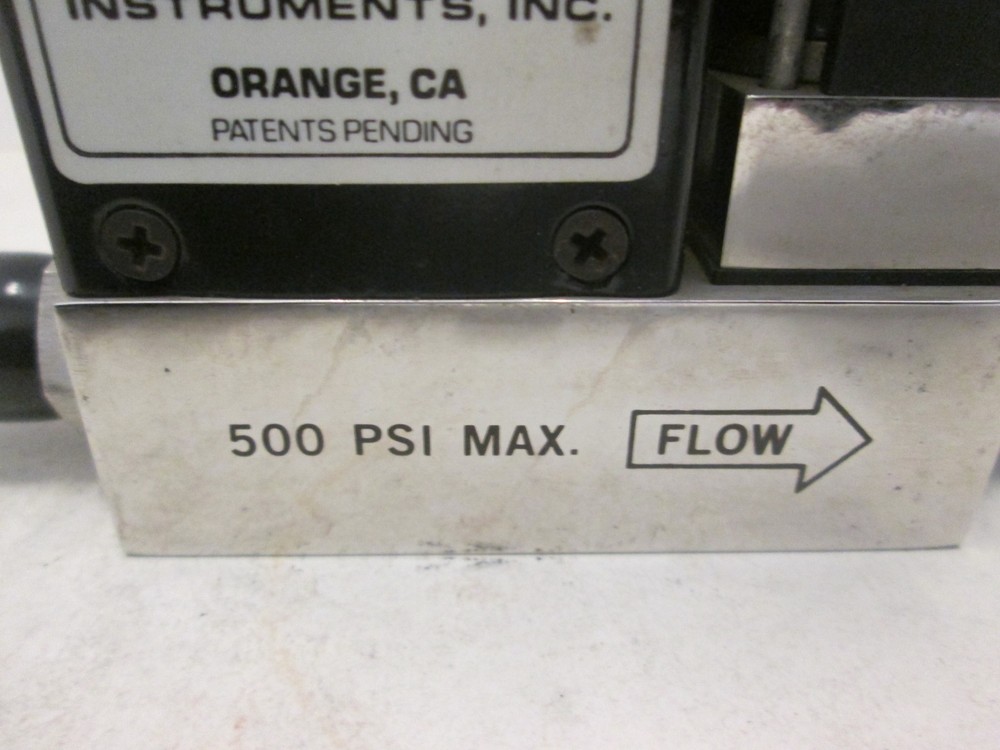 INSTRUMENTS, INC.
ORANGE, CA
PATENTS PENDING
500 PSI MAX. FLOW